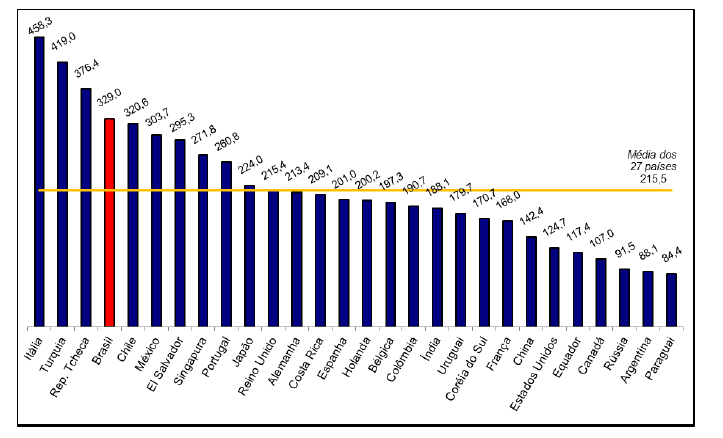 458,3
419,0
376,4
329,0
320,6
303,7
295,3
271,8
260,8
224,0
215,4
213,4
209,1
201,0
200,2
197,3
190,7
188,1
179,7
170,7
168,0
142,4
124,7
117,4
107,0
91,5
88,1
84,4
Média dos
27 países
215,5
Itália
Turquia
Rep. Tcheca
Brasil
Chile
México
El Salvador
Singapura
Portugal
Japão
Reino Unido
Alemanha
Costa Rica
Espanha
Holanda
Bélgica
Colômbia
Índia
Uruguai
Coréia do Sul
França
China
Estados Unidos
Equador
Canadá
Rússia
Argentina
Paraguai